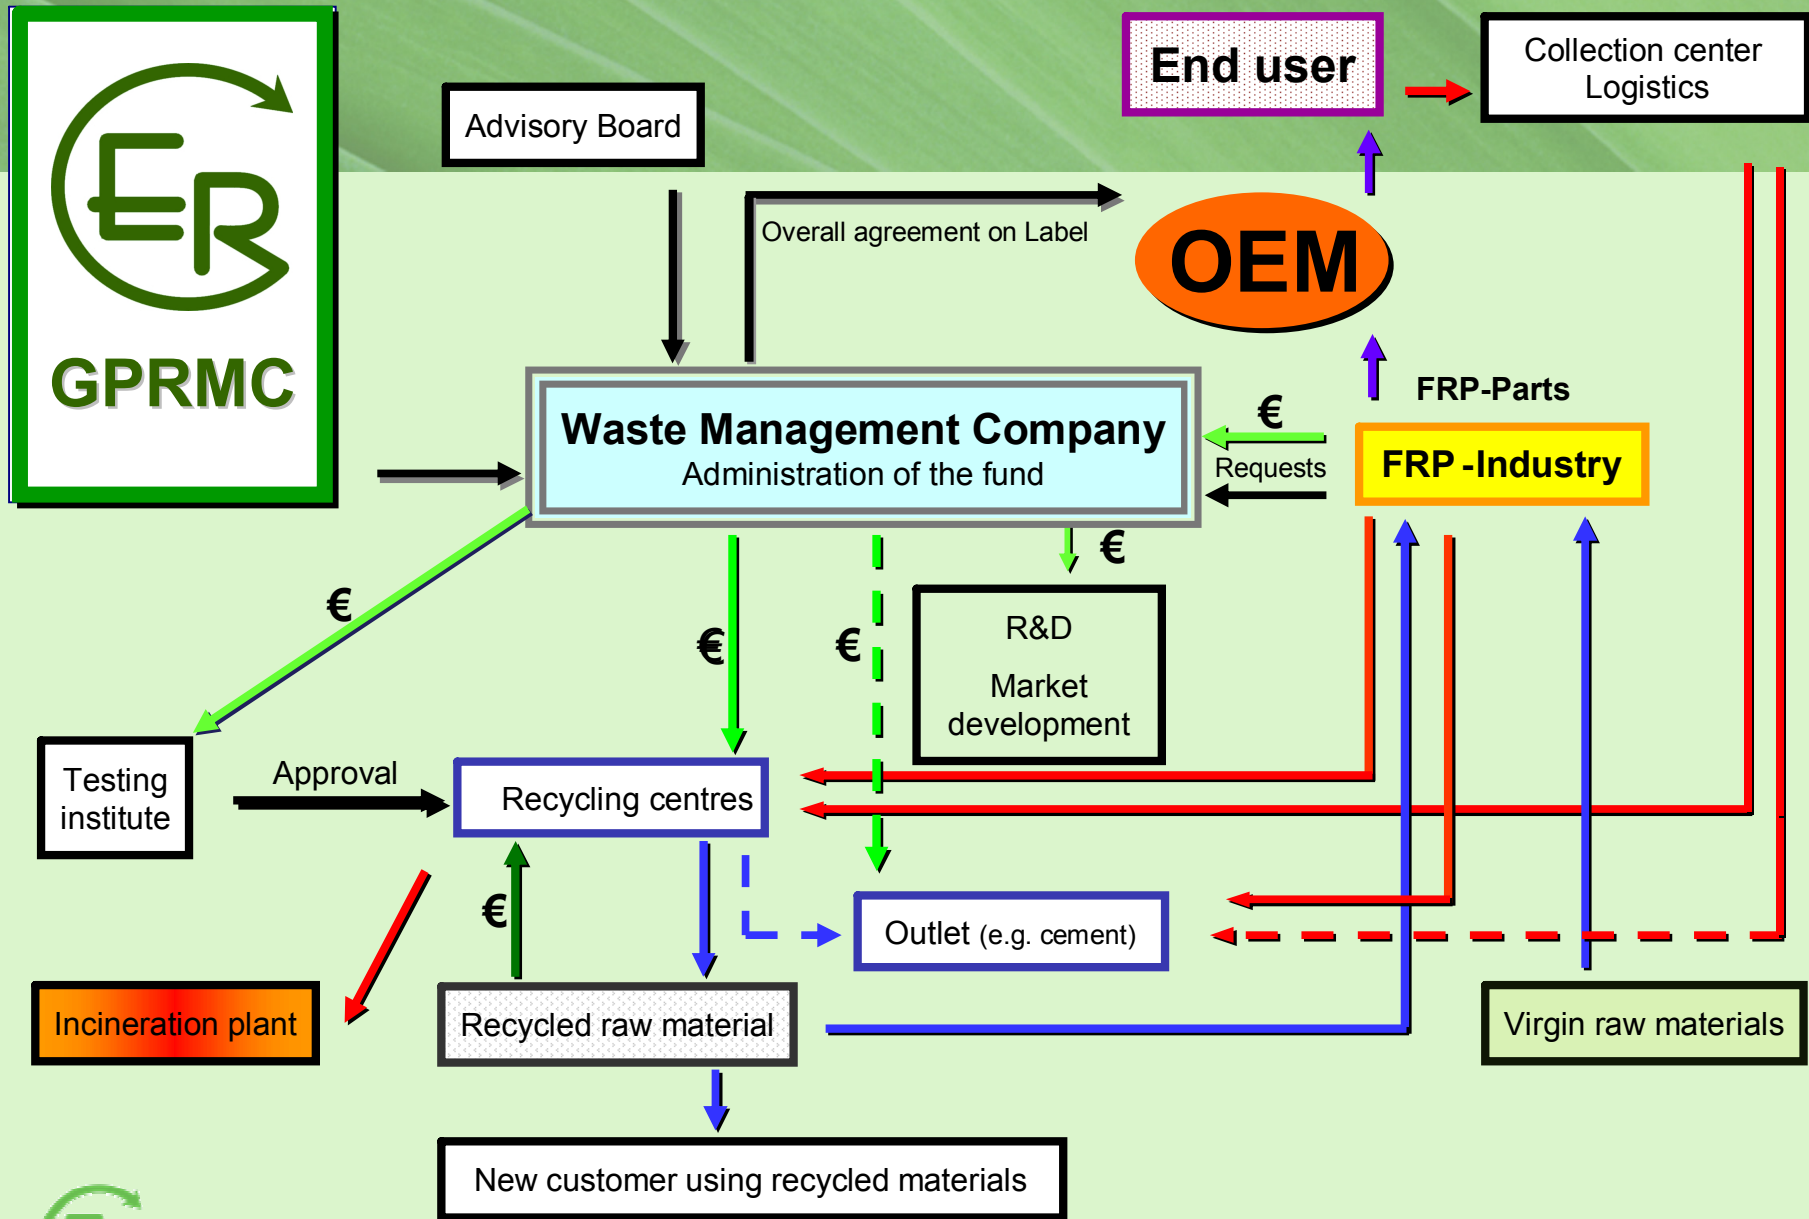 ER
GPRMC
Advisory Board
End user
Collection center
Logistics
Overall agreement on Label
OEM
FRP-Parts
Waste Management Company
Administration of the fund
€
Requests
FRP-Industry
€
€
€
€
R&D
Market
development
Testing
institute
Approval
Recycling centres
€
Outlet (e.g. cement)
Incineration plant
Recycled raw material
Virgin raw materials
New customer using recycled materials